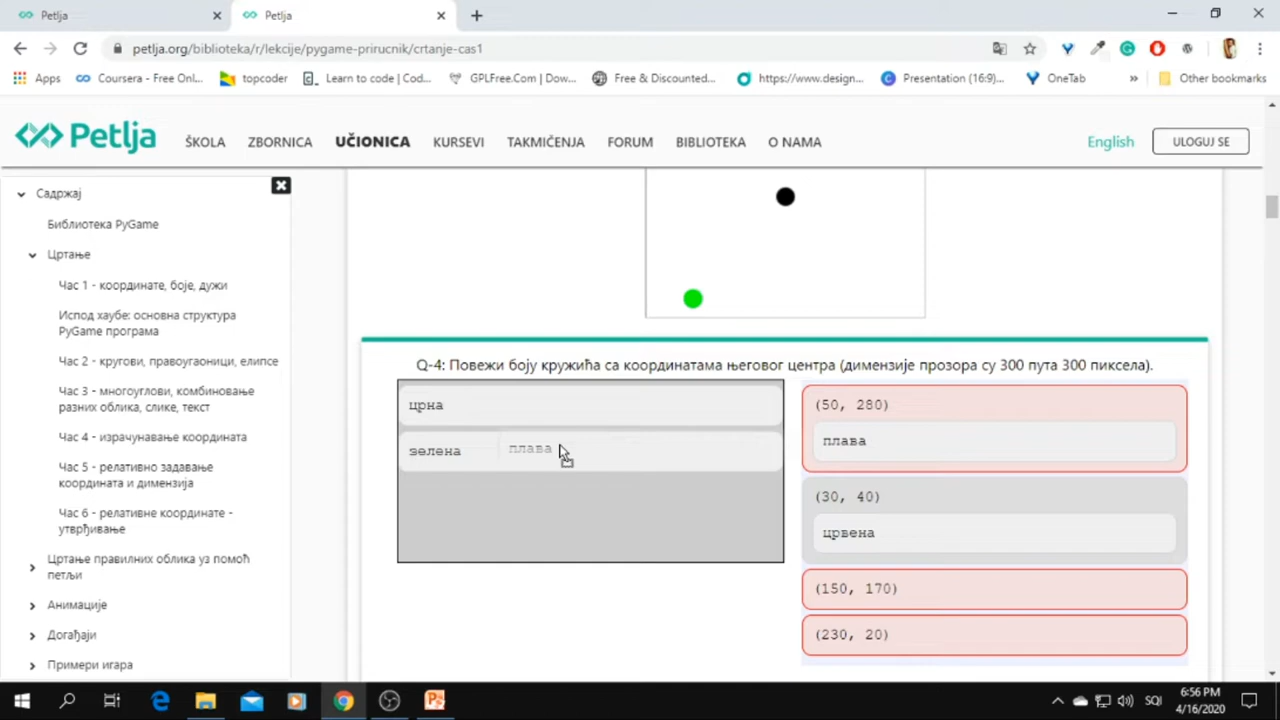 Petlja
Petlja
petlja.org/biblioteka/r/lekcije/pygame-prirucnik/crtanje-cas1
Apps
Coursera - Free Onl...
topcoder
Learn to code | Cod...
GPLFree.Com | Dow...
Free & Discounted...
https://www.design...
Presentation (16:9)...
OneTab
Other bookmarks
Petlja
ŠKOLA
ZBORNICA
UČIONICA
KURSEVI
TAKMIČENJA
FORUM
BIBLIOTEKA
O NAMA
English
ULOGUJ SE
Садржај
Библиотека PyGame
Цртање
Час 1 - координате, боје, дужи
Испод хаубе: основна структура
PyGame програма
Час 2 - кругови, правоугаоници, елипсе
Час 3 - многоуглови, комбиновање
разних облика, слике, текст
Час 4 - израчунавање координата
Час 5 - релативно задавање
координата и димензија
Час 6 - релативне координате -
утврђивање
Цртање правилних облика уз помоћ
петљи
Анимације
Догађаји
Примери игара
Q-4: Повежи боју кружића са координатама његовог центра (димензије прозора су 300 пута 300 пиксела).
црна
зелена
плава
(50, 280)
плава
(30, 40)
црвена
(150, 170)
(230, 20)
SQI
6:56 PM
4/16/2020